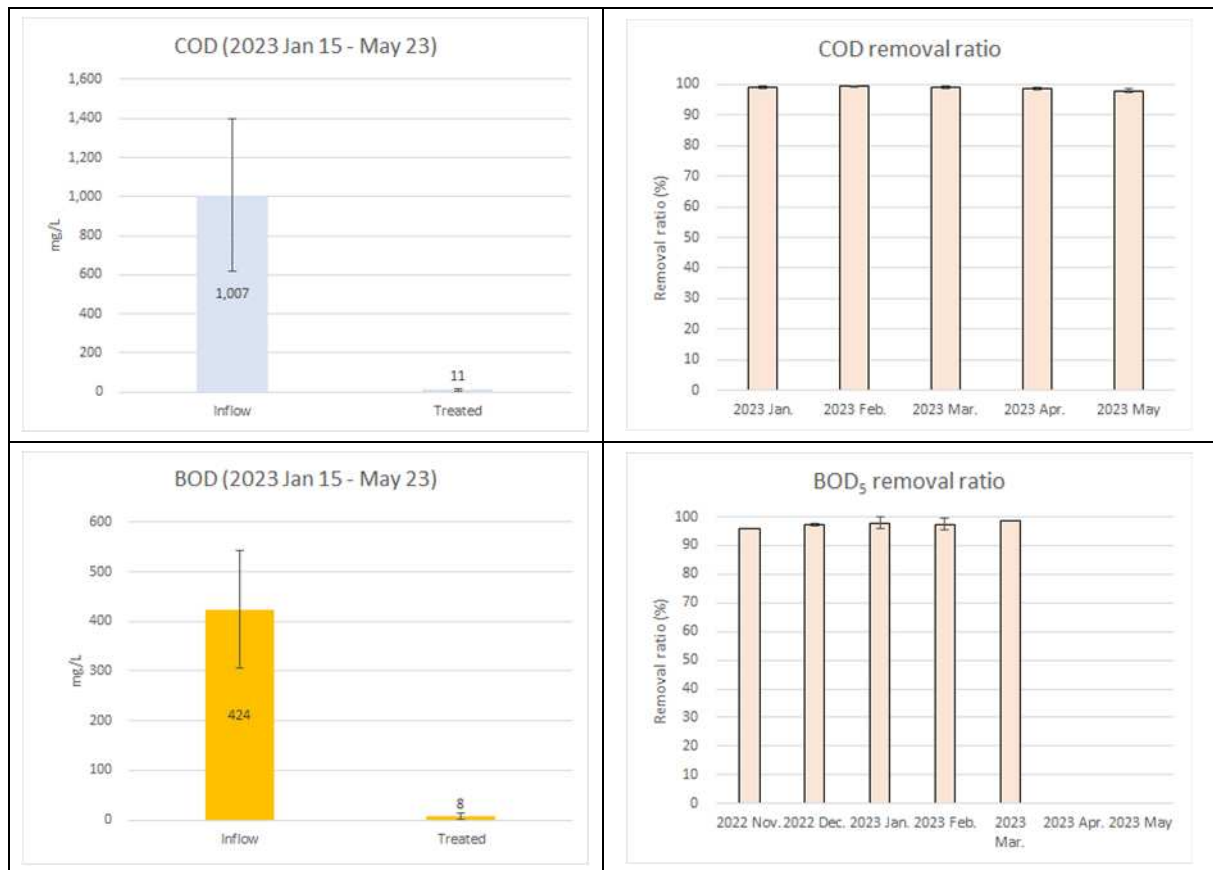 COD (2023 Jan 15 - May 23)
1,600
1,400
1,200
1,000
800
600
400
200
0
mg/L
1,007
11
Inflow
Treated
COD removal ratio
100
90
80
70
60
50
40
30
20
10
0
Removal ratio (%)
2023 Jan.
2023 Feb.
2023 Mar.
2023 Apr.
2023 May
BOD (2023 Jan 15 - May 23)
600
500
400
300
200
100
0
mg/L
424
8
Inflow
Treated
BOD₅ removal ratio
100
90
80
70
60
50
40
30
20
10
0
Removal ratio (%)
2022 Nov.
2022 Dec.
2023 Jan.
2023 Feb.
2023
Mar.
2023 Apr.
2023 May